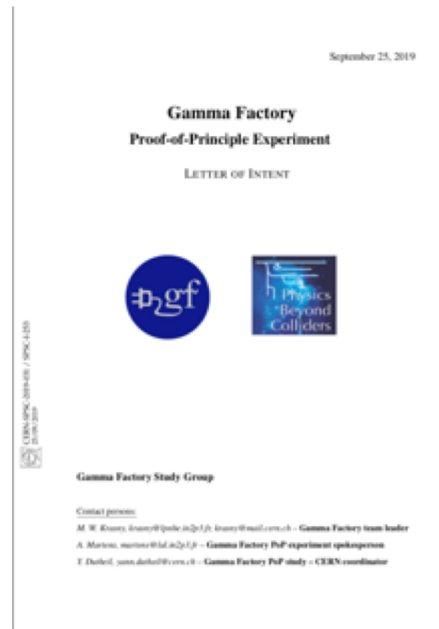 September 25, 2019
Gamma Factory
Proof-of-Principle Experiment
LETTER OF INTENT
gf
Physics
Beyond
Colliders
CERN-SPSC-2019-031 / SPSC-I-253
25/09/2019
Gamma Factory Study Group
Contact persons:
M. W. Krasny, krasny@lpnhe.in2p3.fr, krasny@mail.cern.ch – Gamma Factory team leader
A. Martens, martens@lal.in2p3.fr – Gamma Factory PoP experiment spokesperson
Y. Dutheil, yann.dutheil@cern.ch – Gamma Factory PoP study – CERN coordinator